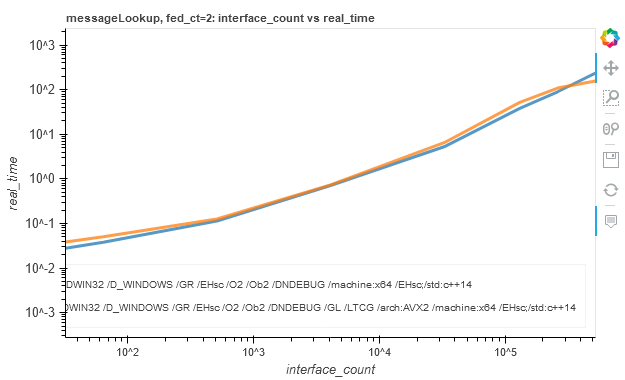 messageLookup, fed_ct=2: interface_count vs real_time
10^3
10^2
10^1
10^0
10^-1
10^-2
10^-3
real_time
DWIN32 /D_WINDOWS /GR /EHsc /O2 /Ob2 /DNDEBUG /machine:x64 /EHsc;/std:c++14
DWIN32 /D_WINDOWS /GR /EHsc /O2 /Ob2 /DNDEBUG /GL /LTCG /arch:AVX2 /machine:x64 /EHsc;/std:c++14
10^2
10^3
10^4
10^5
interface_count